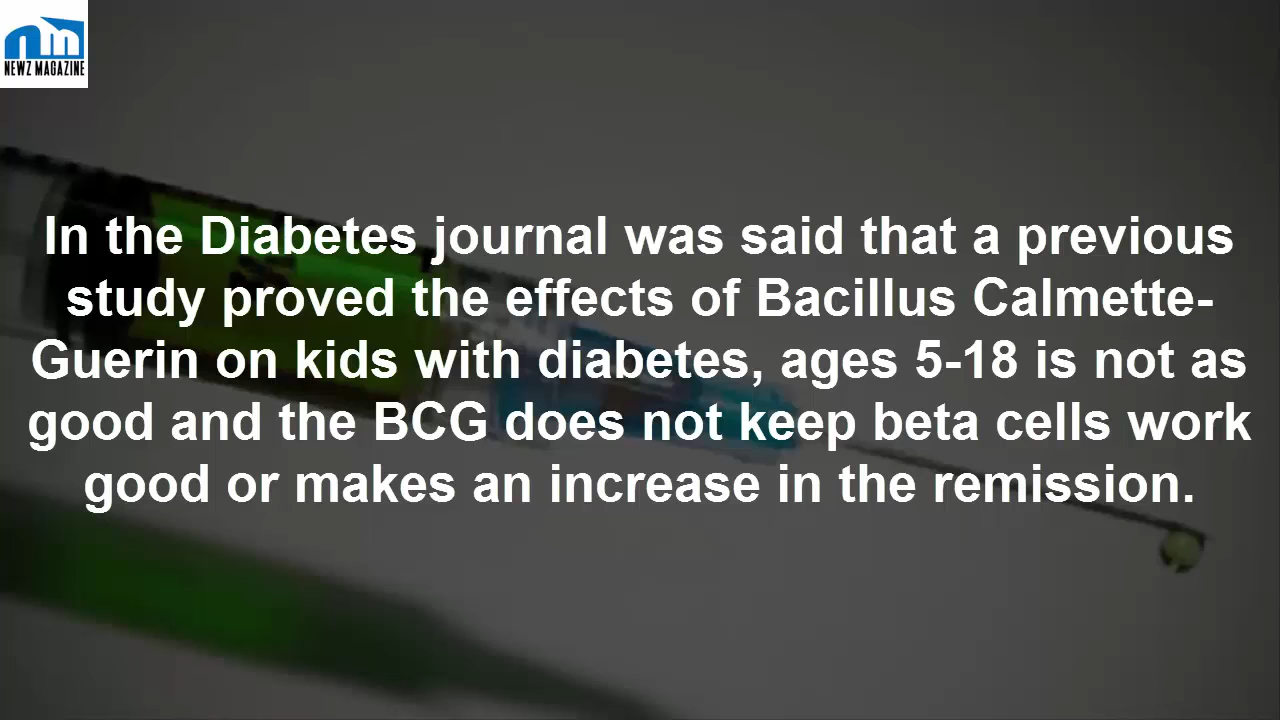 nm
NEWZ MAGAZINE
In the Diabetes journal was said that a previous
study proved the effects of Bacillus Calmette-
Guerin on kids with diabetes, ages 5-18 is not as
good and the BCG does not keep beta cells work
good or makes an increase in the remission.